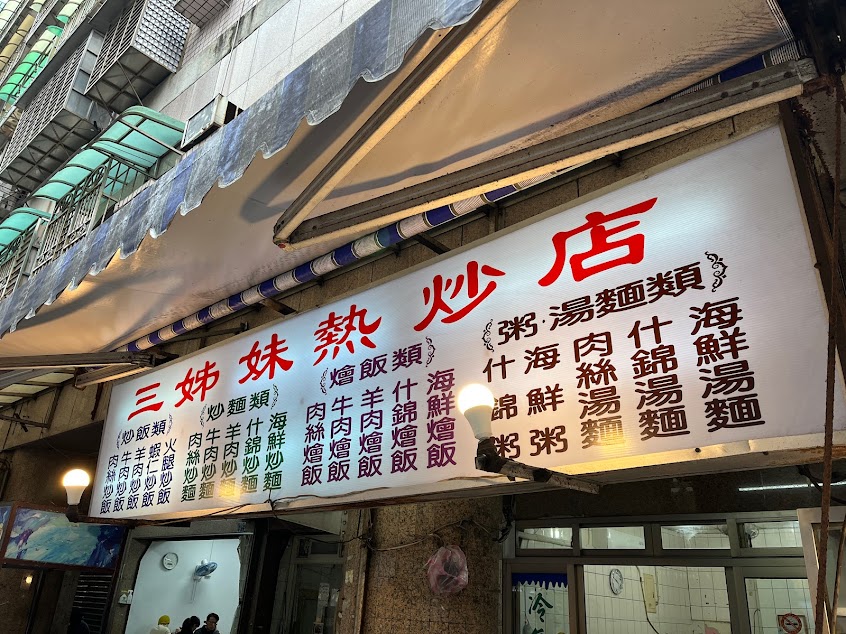 三姊妹熱炒店
炒飯類
肉絲炒飯
牛肉炒飯
羊肉炒飯
蝦仁炒飯
火腿炒飯
炒麵類
肉絲炒麵
牛肉炒麵
羊肉炒麵
什錦炒麵
海鮮炒麵
燴飯類
肉絲燴飯
牛肉燴飯
羊肉燴飯
什錦燴飯
海鮮燴飯
粥·湯麵類
什錦粥
海鮮粥
肉絲湯麵
什錦湯麵
海鮮湯麵
冷